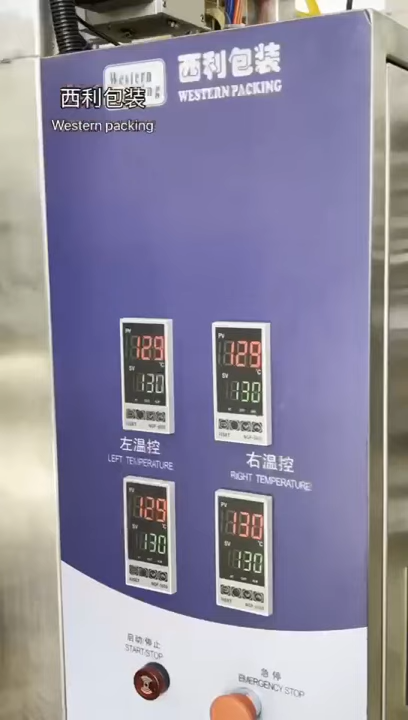 Western
西利包装
WESTERN PACKING
西利包装
Western packing
PV
129
℃
SV
130
PV
129
℃
SV
130
左温控
LEFT TEMPERATURE
右温控
RIGHT TEMPERATURE
PV
129
℃
SV
130
PV
130
℃
SV
130
启动/停止
START/STOP
急停
EMERGENCY STOP